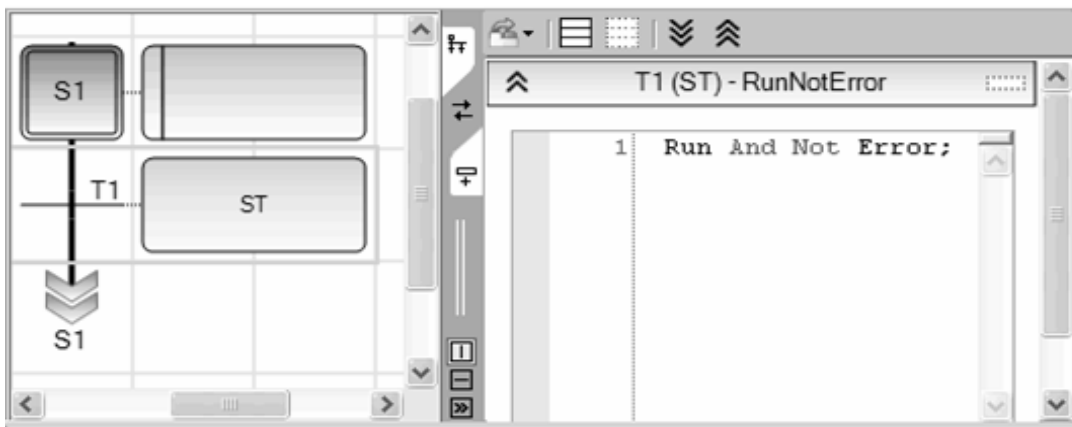 S1
T1
ST
S1
T1 (ST) - RunNotError
1 Run And Not Error;